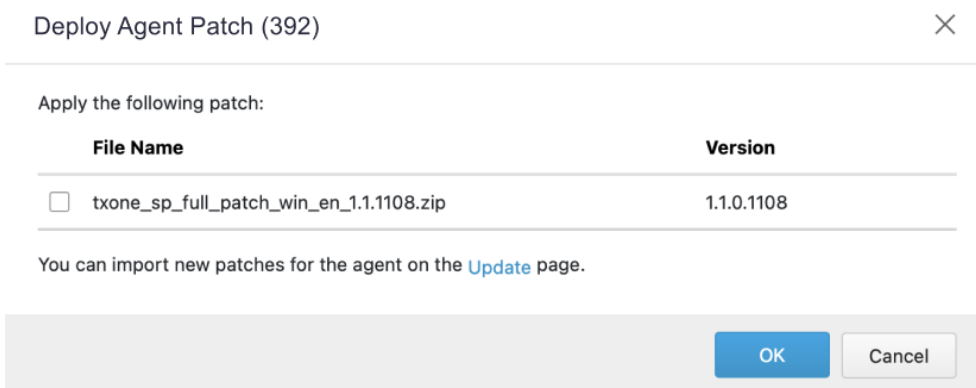 Deploy Agent Patch (392)
Apply the following patch:
File Name Version
txone_sp_full_patch_win_en_1.1.1108.zip 1.1.0.1108
You can import new patches for the agent on the Update page.
OK Cancel